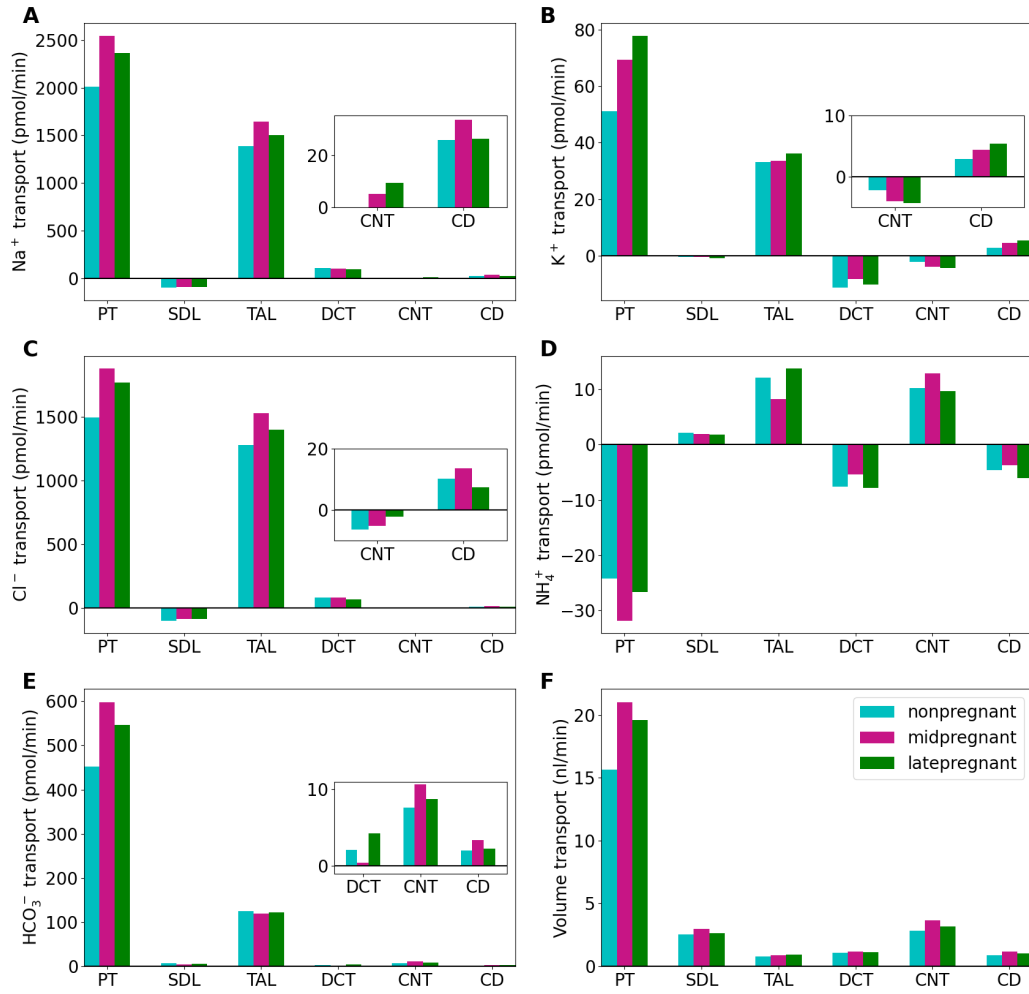 A
Na⁺ transport (pmol/min)
2500
2000
1500
1000
500
0
20
0
CNT CD
PT SDL TAL DCT CNT CD
B
K⁺ transport (pmol/min)
80
60
40
20
0
10
0
CNT CD
PT SDL TAL DCT CNT CD
C
Cl⁻ transport (pmol/min)
1500
1000
500
0
20
0
CNT CD
PT SDL TAL DCT CNT CD
D
NH₄⁺ transport (pmol/min)
10
0
−10
−20
−30
PT SDL TAL DCT CNT CD
E
HCO₃⁻ transport (pmol/min)
600
500
400
300
200
100
0
10
0
DCT CNT CD
PT SDL TAL DCT CNT CD
F
Volume transport (nl/min)
20
15
10
5
0
nonpregnant
midpregnant
latepregnant
PT SDL TAL DCT CNT CD